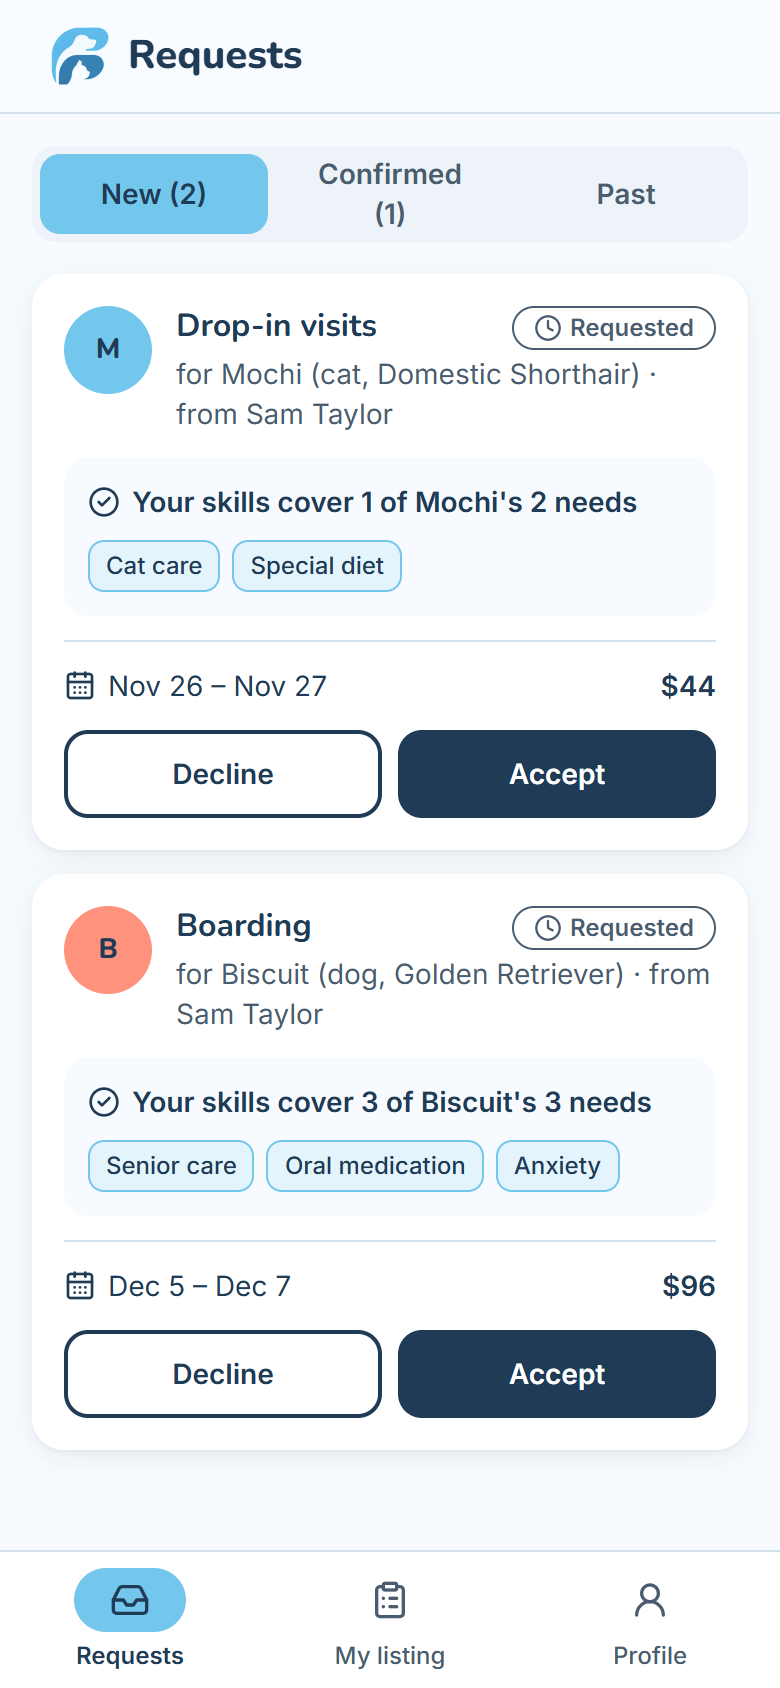 Requests
New (2)
Confirmed
(1)
Past
M
Drop-in visits
Requested
for Mochi (cat, Domestic Shorthair) ·
from Sam Taylor
Your skills cover 1 of Mochi's 2 needs
Cat care
Special diet
Nov 26 – Nov 27
$44
Decline
Accept
B
Boarding
Requested
for Biscuit (dog, Golden Retriever) · from
Sam Taylor
Your skills cover 3 of Biscuit's 3 needs
Senior care
Oral medication
Anxiety
Dec 5 – Dec 7
$96
Decline
Accept
Requests
My listing
Profile